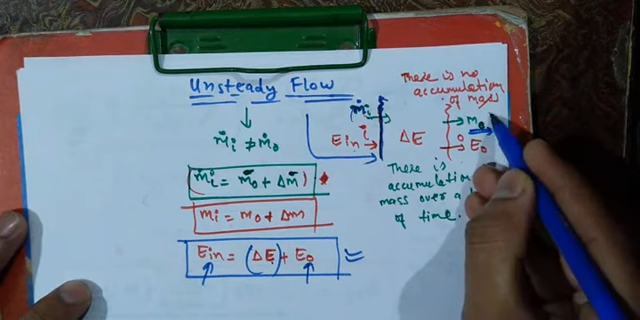 Unsteady Flow
There is no
accumulation
of mass
ṁi ≠ ṁo
ṁi
Ein
i
ΔE
mo
o
Eo
(ṁi = ṁo + Δṁ)
mi = mo + Δm
Ein = (ΔE) + Eo
There is
accumulation
mass over a
of time.